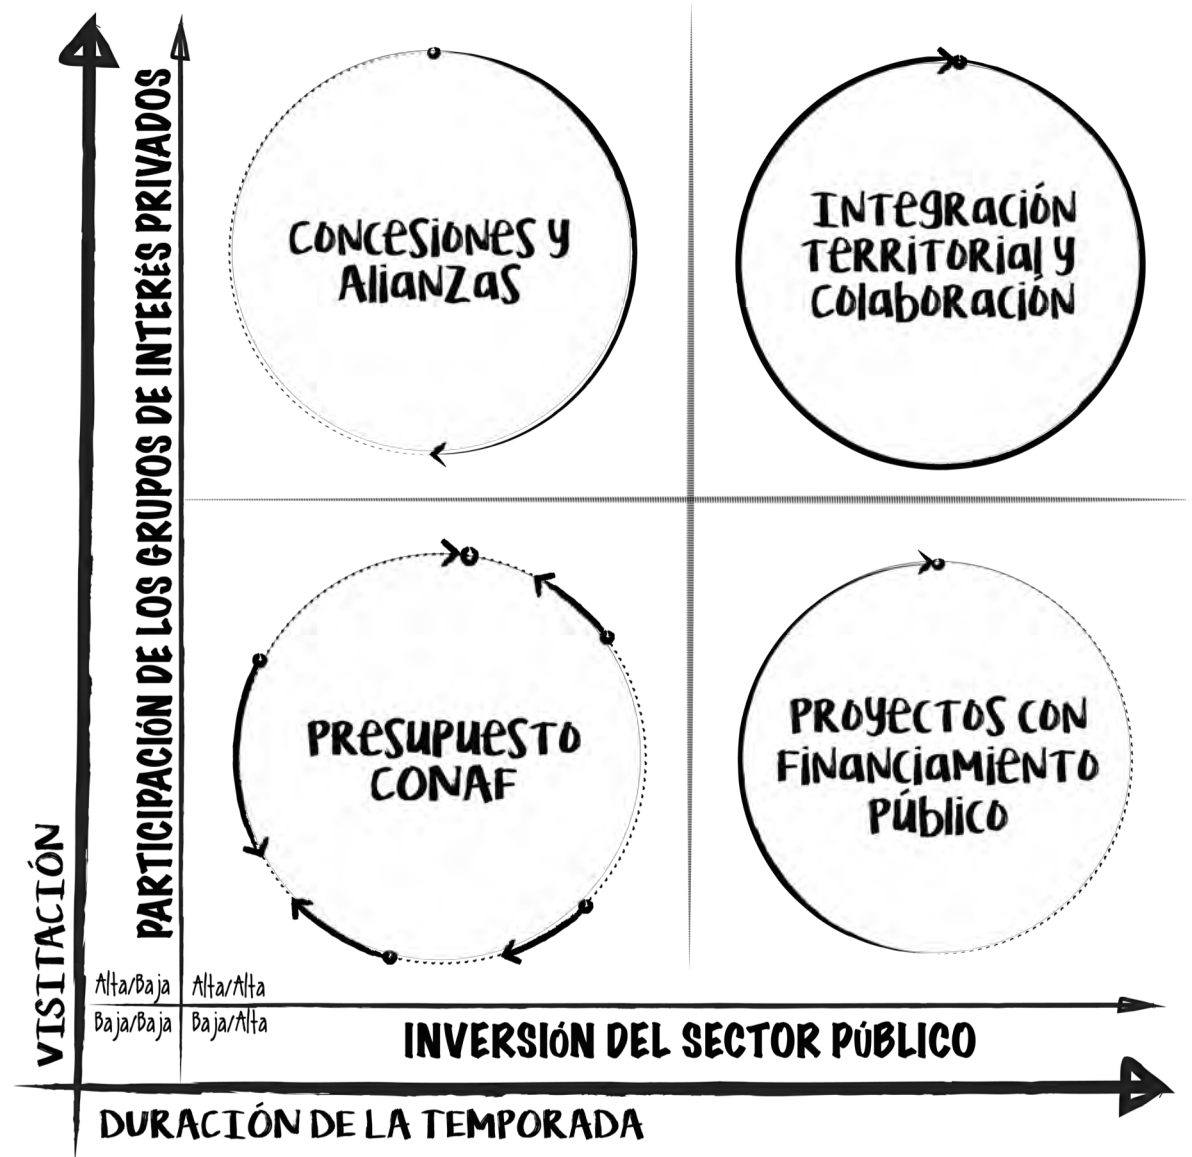 CONCESIONES Y
ALIANZAS
INTEGRACIÓN
TERRITORIAL Y
COLABORACIÓN
PRESUPUESTO
CONAF
PROYECTOS CON
FINANCIAMIENTO
PÚBLICO
PARTICIPACIÓN DE LOS GRUPOS DE INTERÉS PRIVADOS
VISITACIÓN
Alta/Baja
Alta/Alta
Baja/Baja
Baja/Alta
INVERSIÓN DEL SECTOR PÚBLICO
DURACIÓN DE LA TEMPORADA